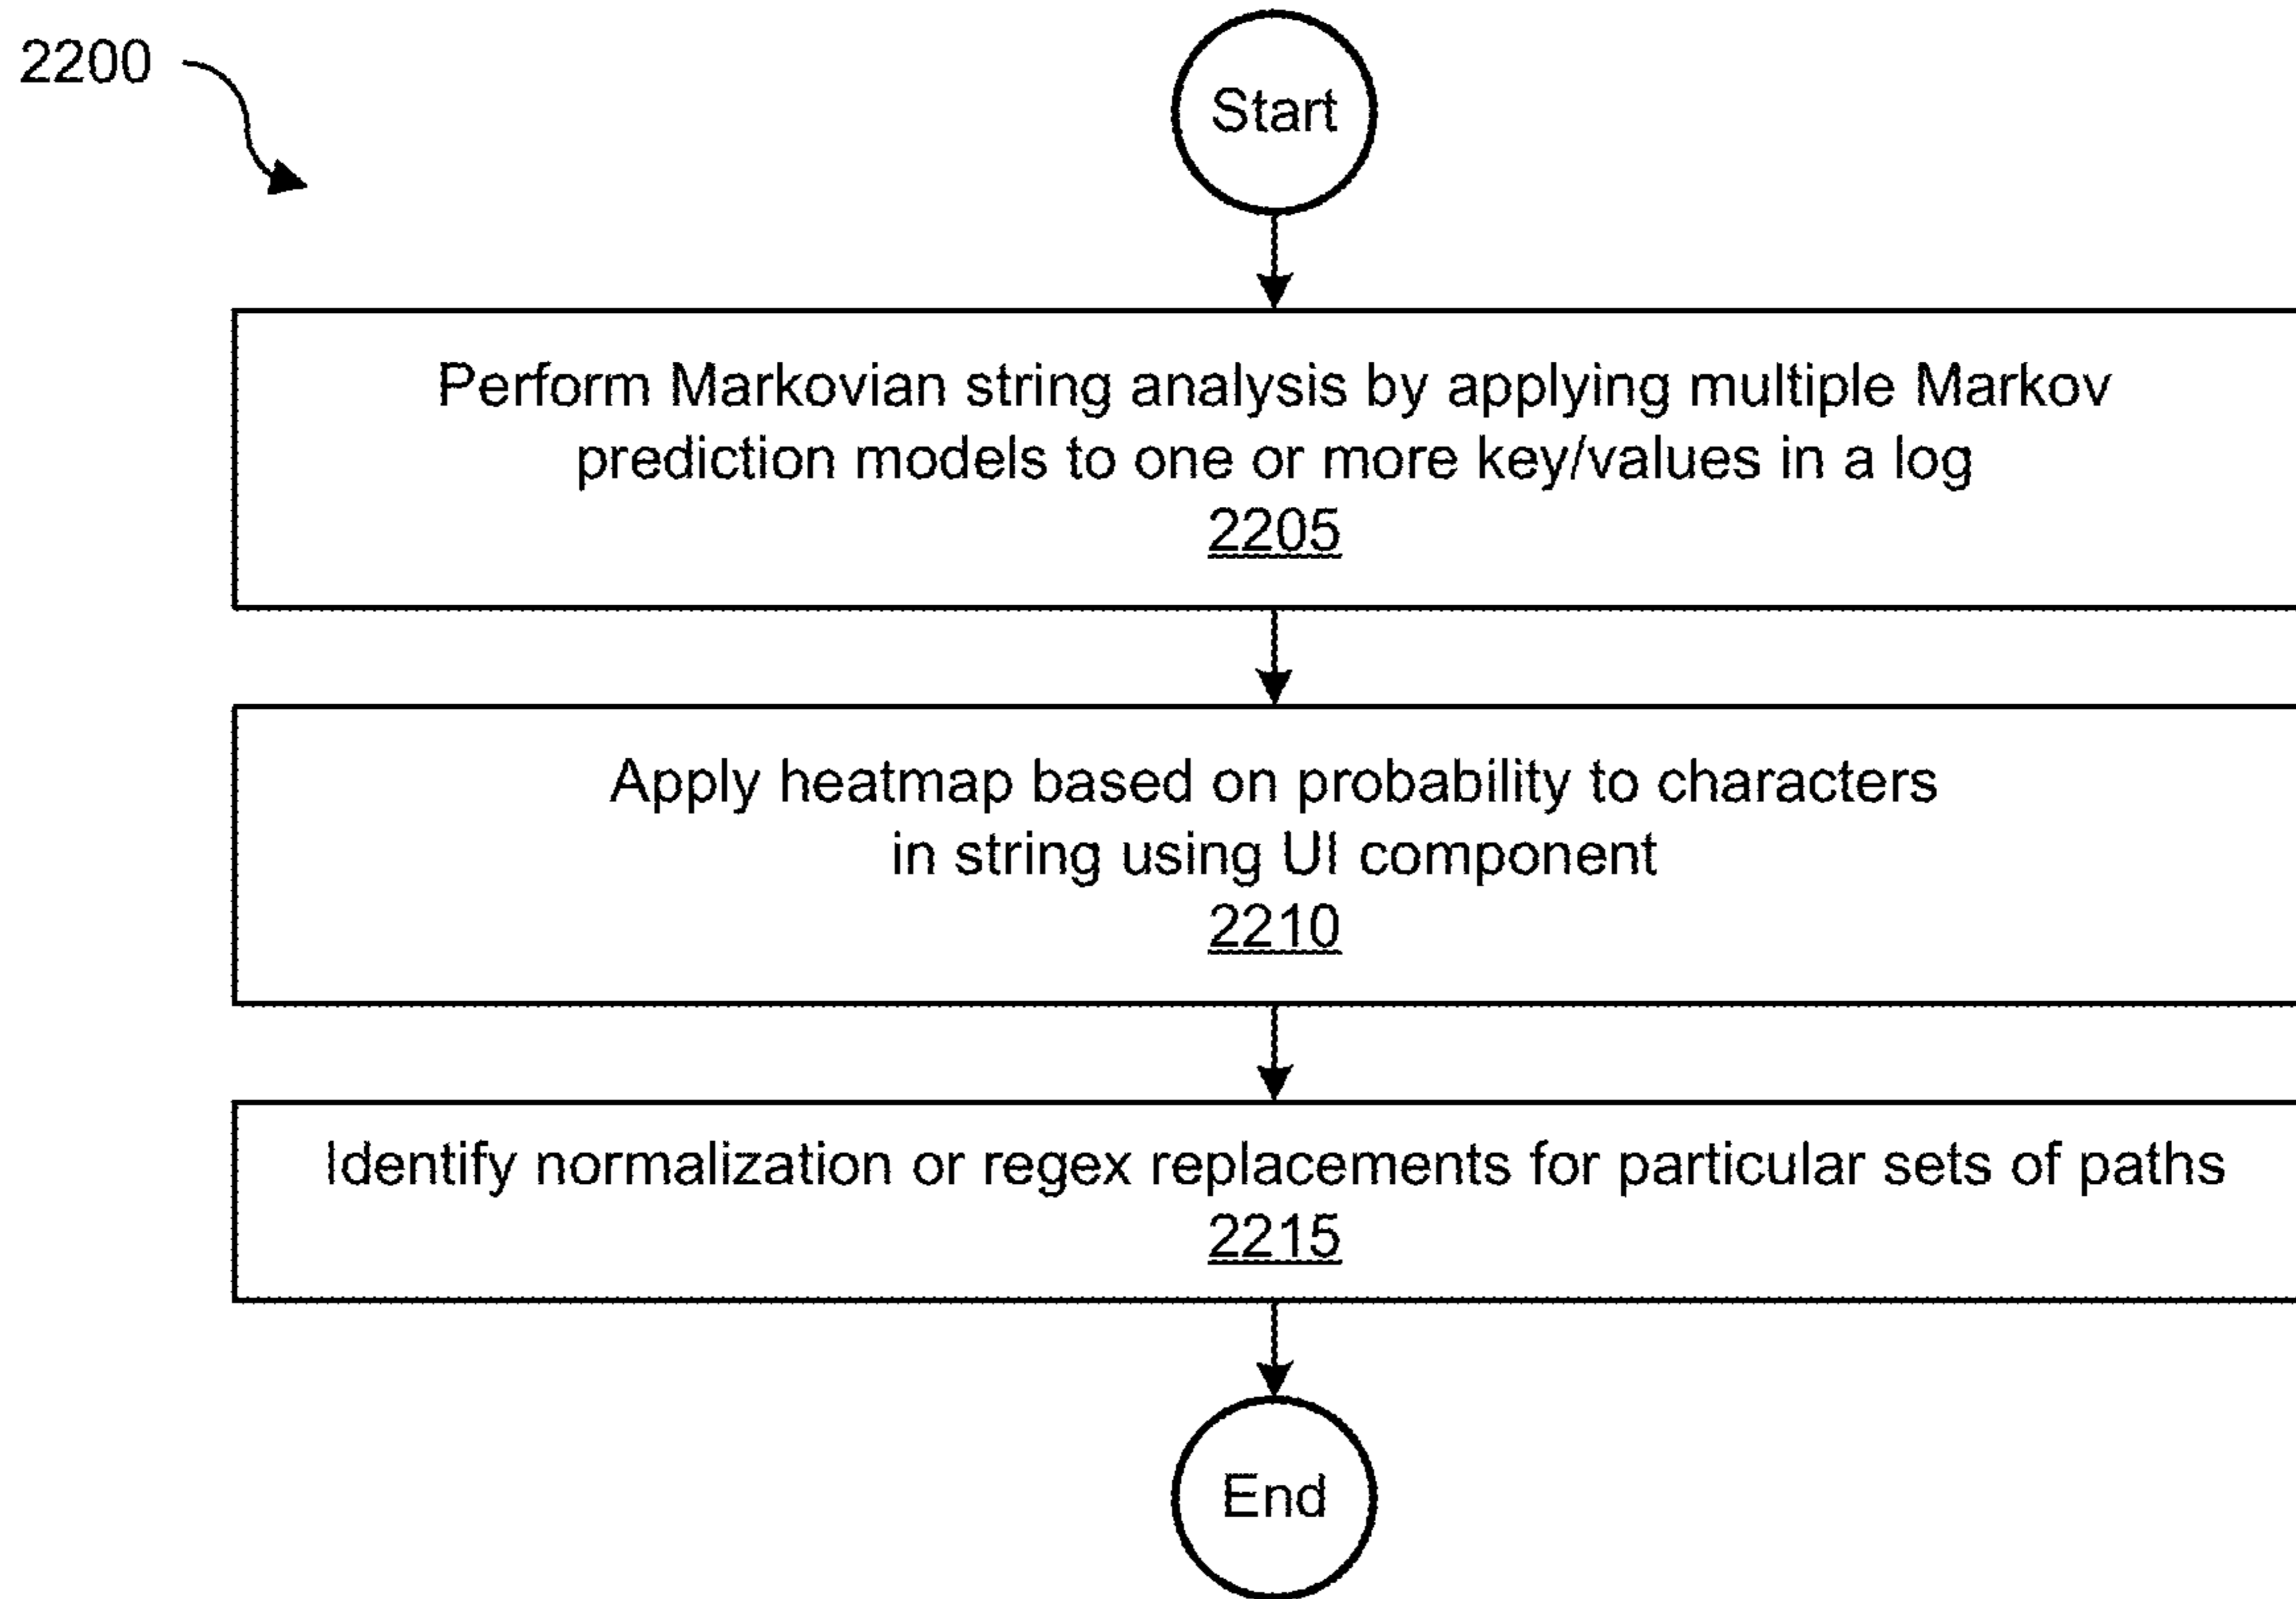 2200
Start
Perform Markovian string analysis by applying multiple Markov
prediction models to one or more key/values in a log
2205
Apply heatmap based on probability to characters
in string using UI component
2210
Identify normalization or regex replacements for particular sets of paths
2215
End